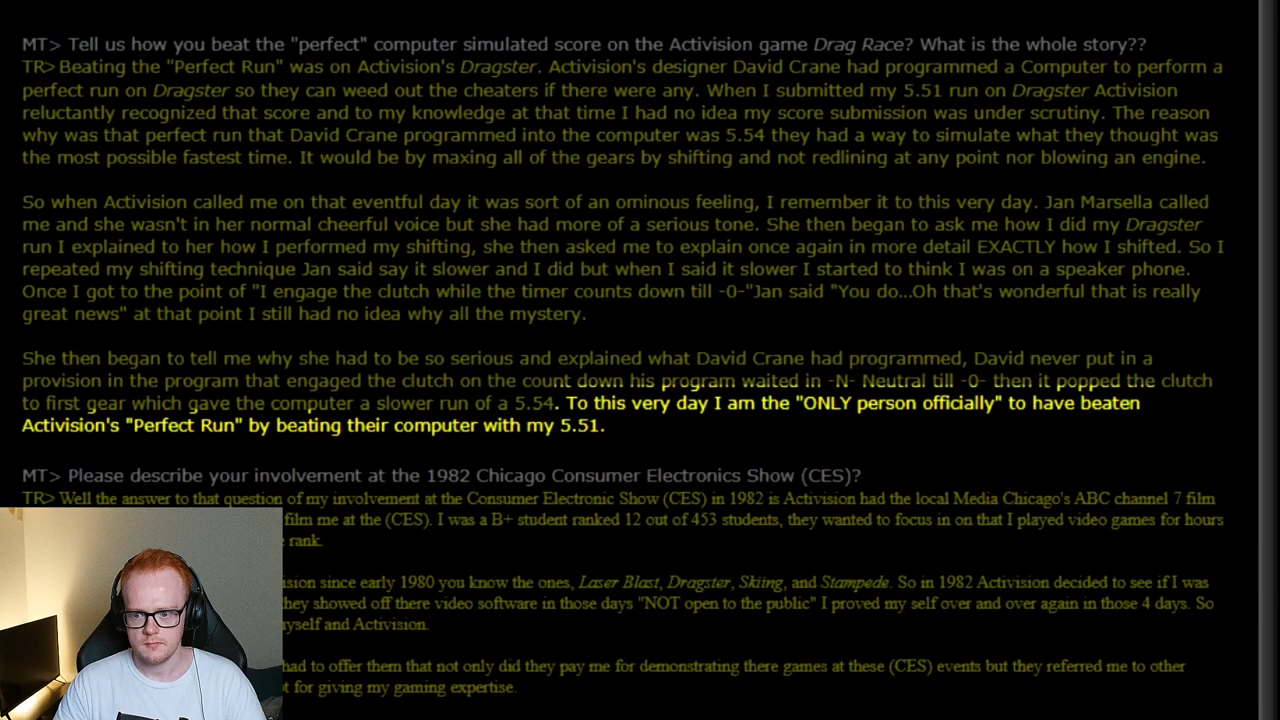 MT> Tell us how you beat the "perfect" computer simulated score on the Activision game Drag Race? What is the whole story??
TR> Beating the "Perfect Run" was on Activision's Dragster. Activision's designer David Crane had programmed a Computer to perform a
perfect run on Dragster so they can weed out the cheaters if there were any. When I submitted my 5.51 run on Dragster Activision
reluctantly recognized that score and to my knowledge at that time I had no idea my score submission was under scrutiny. The reason
why was that perfect run that David Crane programmed into the computer was 5.54 they had a way to simulate what they thought was
the most possible fastest time. It would be by maxing all of the gears by shifting and not redlining at any point nor blowing an engine.
So when Activision called me on that eventful day it was sort of an ominous feeling, I remember it to this very day. Jan Marsella called
me and she wasn't in her normal cheerful voice but she had more of a serious tone. She then began to ask me how I did my Dragster
run I explained to her how I performed my shifting, she then asked me to explain once again in more detail EXACTLY how I shifted. So I
repeated my shifting technique Jan said say it slower and I did but when I said it slower I started to think I was on a speaker phone.
Once I got to the point of "I engage the clutch while the timer counts down till -0-"Jan said "You do...Oh that's wonderful that is really
great news" at that point I still had no idea why all the mystery.
She then began to tell me why she had to be so serious and explained what David Crane had programmed, David never put in a
provision in the program that engaged the clutch on the count down his program waited in -N- Neutral till -0- then it popped the clutch
to first gear which gave the computer a slower run of a 5.54. To this very day I am the "ONLY person officially" to have beaten
Activision's "Perfect Run" by beating their computer with my 5.51.
MT> Please describe your involvement at the 1982 Chicago Consumer Electronics Show (CES)?
TR> Well the answer to that question of my involvement at the Consumer Electronic Show (CES) in 1982 is Activision had the local Media Chicago's ABC channel 7 film
film me at the (CES). I was a B+ student ranked 12 out of 453 students, they wanted to focus in on that I played video games for hours
rank.
since early 1980 you know the ones, Laser Blast, Dragster, Skiing, and Stampede. So in 1982 Activision decided to see if I was
they showed off there video software in those days "NOT open to the public" I proved my self over and over again in those 4 days. So
and Activision.
had to offer them that not only did they pay me for demonstrating there games at these (CES) events but they referred me to other
for giving my gaming expertise.